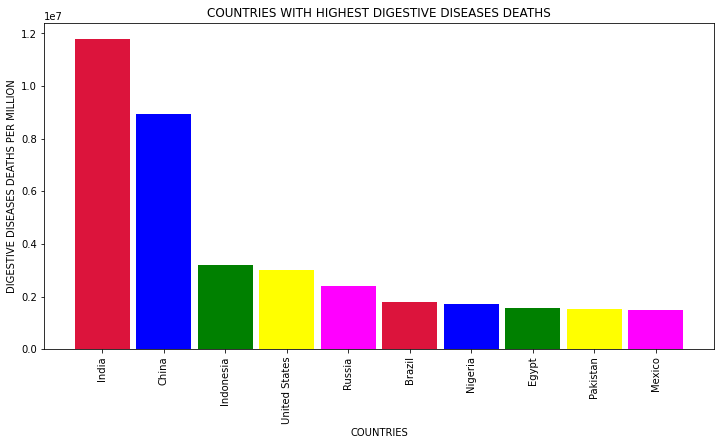 COUNTRIES WITH HIGHEST DIGESTIVE DISEASES DEATHS
1e7
1.2
1.0
0.8
0.6
0.4
0.2
0.0
DIGESTIVE DISEASES DEATHS PER MILLION
India
China
Indonesia
United States
Russia
Brazil
Nigeria
Egypt
Pakistan
Mexico
COUNTRIES